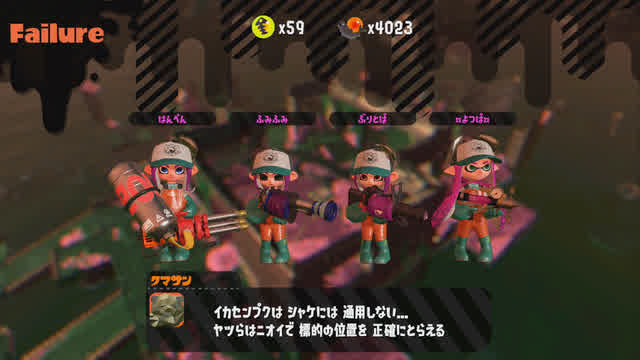 Failure
x59
x4023
はんぺん
ふみふみ
ぷりとば
¤よつば¤
クマサン
イカセンプクは シャケには 通用しない…
ヤツらはニオイで 標的の位置を 正確にとらえる